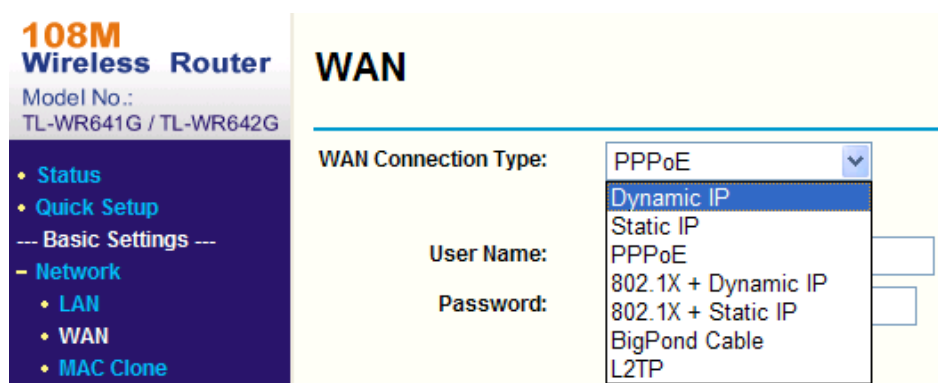 108M
Wireless Router
Model No.:
TL-WR641G / TL-WR642G
• Status
• Quick Setup
--- Basic Settings ---
– Network
• LAN
• WAN
• MAC Clone
WAN
WAN Connection Type:
PPPoE
Dynamic IP
Static IP
PPPoE
802.1X + Dynamic IP
802.1X + Static IP
BigPond Cable
L2TP
User Name:
Password: